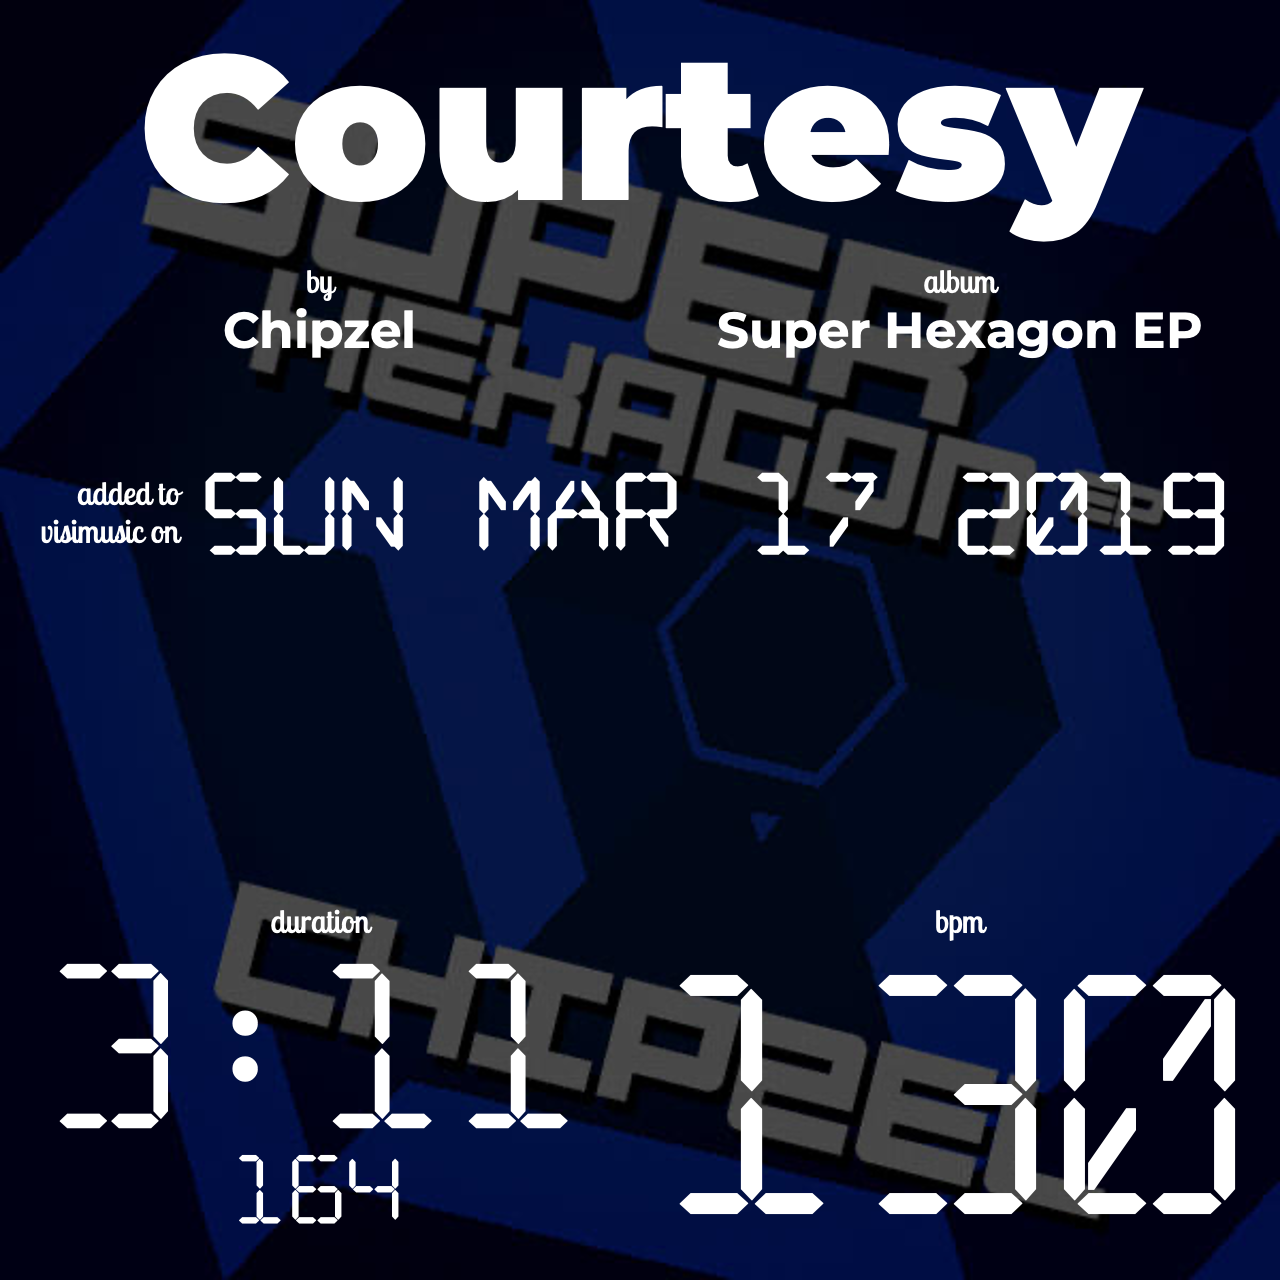 Courtesy
by
Chipzel
album
Super Hexagon EP
SUPER
HEXAGON EP
added to
visimusic on
SUN MAR 17 2019
CHIPZEL
duration
3:11
164
bpm
130